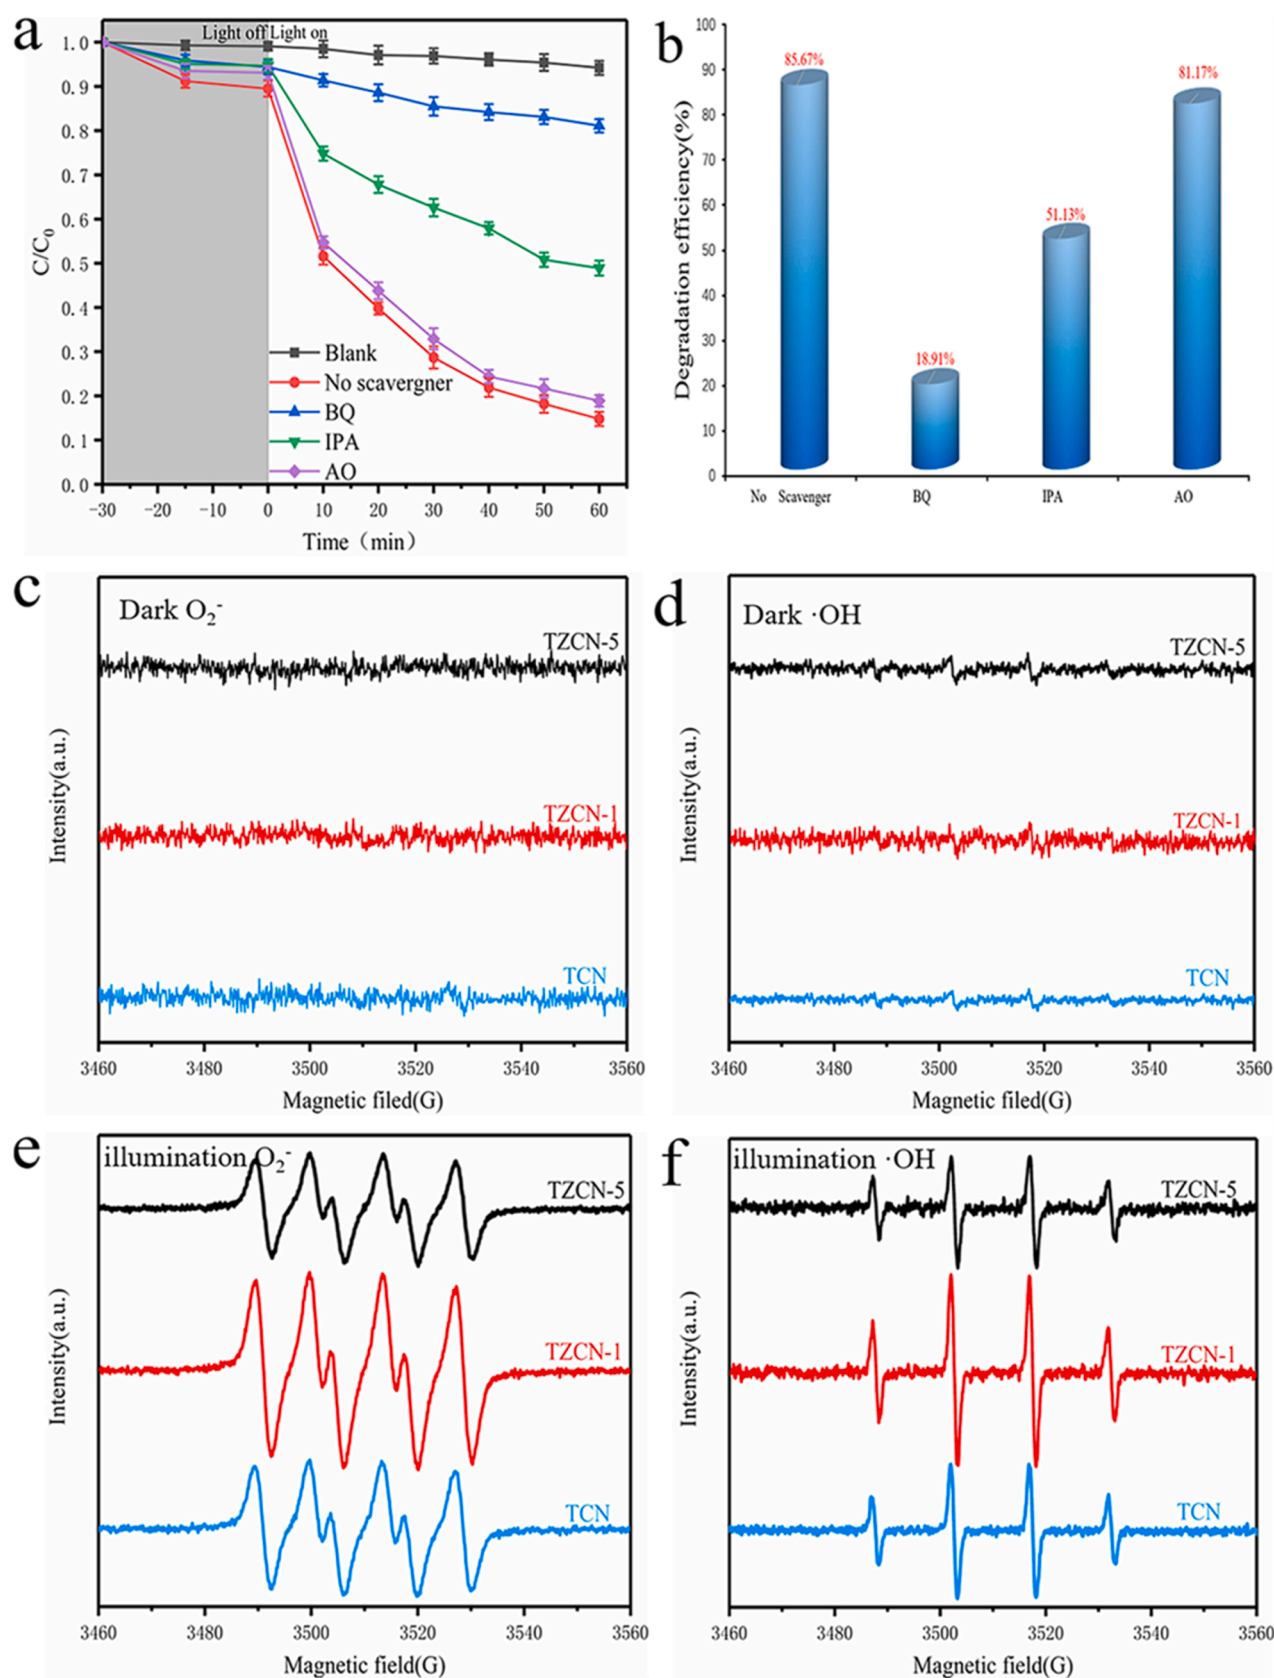 a
Light off Light on
1.0
0.9
0.8
0.7
0.6
0.5
0.4
0.3
0.2
0.1
0.0
C/C₀
Blank
No scavergner
BQ
IPA
AO
-30 -20 -10 0 10 20 30 40 50 60
Time（min）
b
100
90
80
70
60
50
40
30
20
10
0
Degradation efficiency(%)
85.67%
18.91%
51.13%
81.17%
No Scavenger BQ IPA AO
c
Dark O₂⁻
TZCN-5
TZCN-1
TCN
Intensity(a.u.)
3460 3480 3500 3520 3540 3560
Magnetic filed(G)
d
Dark ·OH
TZCN-5
TZCN-1
TCN
Intensity(a.u.)
3460 3480 3500 3520 3540 3560
Magnetic filed(G)
e
illumination O₂⁻
TZCN-5
TZCN-1
TCN
Intensity(a.u.)
3460 3480 3500 3520 3540 3560
Magnetic field(G)
f
illumination ·OH
TZCN-5
TZCN-1
TCN
Intensity(a.u.)
3460 3480 3500 3520 3540 3560
Magnetic field(G)